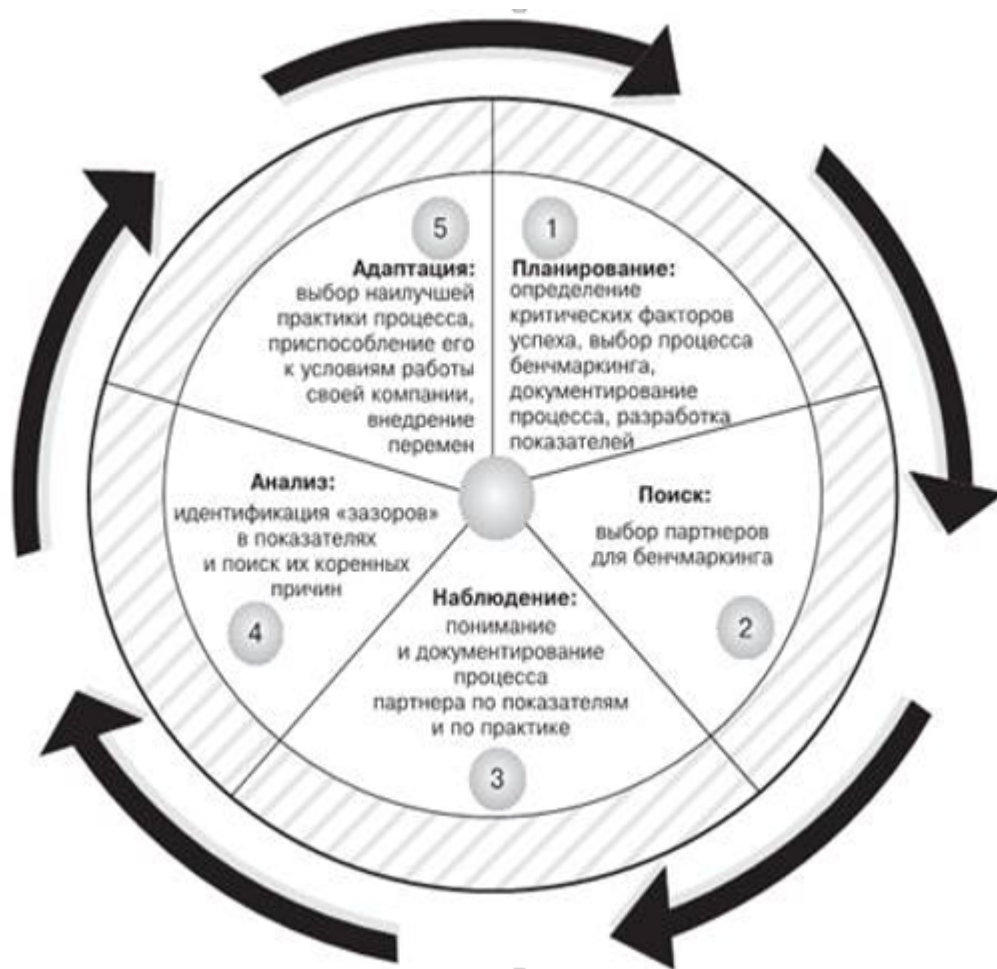 1
Планирование:
определение
критических факторов
успеха, выбор процесса
бенчмаркинга,
документирование
процесса, разработка
показателей
Поиск:
выбор партнеров
для бенчмаркинга
2
Наблюдение:
понимание
и документирование
процесса
партнера по показателям
и по практике
3
Анализ:
идентификация «зазоров»
в показателях
и поиск их коренных
причин
4
5
Адаптация:
выбор наилучшей
практики процесса,
приспособление его
к условиям работы
своей компании,
внедрение
перемен